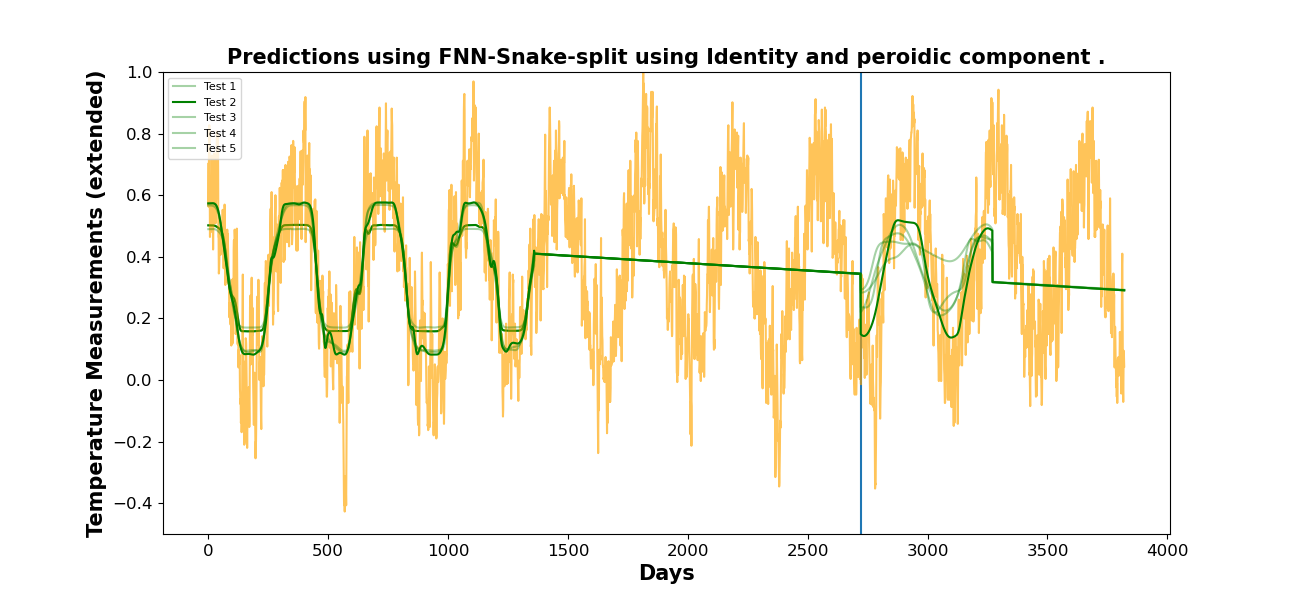 Predictions using FNN-Snake-split using Identity and peroidic component .
Temperature Measurements (extended)
1.0
0.8
0.6
0.4
0.2
0.0
−0.2
−0.4
Test 1
Test 2
Test 3
Test 4
Test 5
0 500 1000 1500 2000 2500 3000 3500 4000
Days